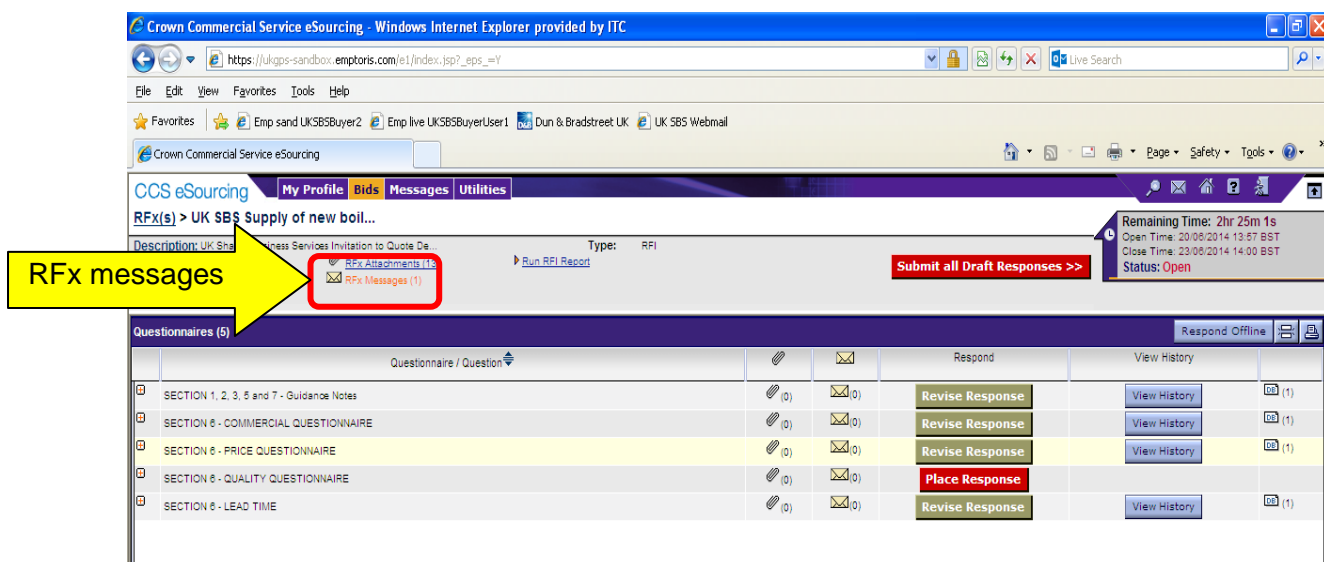 Crown Commercial Service eSourcing - Windows Internet Explorer provided by ITC
https://ukgps-sandbox.emptoris.com/e1/index.jsp?_eps_=Y
Live Search
File Edit View Favorites Tools Help
Favorites Emp sand UKSBSBuyer2 Emp live UKSBSBuyerUser1 Dun & Bradstreet UK UK SBS Webmail
Crown Commercial Service eSourcing
Page Safety Tools
CCS eSourcing My Profile Bids Messages Utilities
RFx(s) > UK SBS Supply of new boil...
Remaining Time: 2hr 25m 1s
Open Time: 20/06/2014 13:57 BST
Close Time: 23/06/2014 14:00 BST
Status: Open
Description: UK Sha iness Services Invitation to Quote De...
Type: RFI
RFx Attachments (13
Run RFI Report
Submit all Draft Responses >>
RFx Messages (1)
RFx messages
Questionnaires (5)
Respond Offline
Questionnaire / Question Respond View History
SECTION 1, 2, 3, 5 and 7 - Guidance Notes (0) (0) Revise Response View History DB (1)
SECTION 6 - COMMERCIAL QUESTIONNAIRE (0) (0) Revise Response View History DB (1)
SECTION 6 - PRICE QUESTIONNAIRE (0) (0) Revise Response View History DB (1)
SECTION 6 - QUALITY QUESTIONNAIRE (0) (0) Place Response
SECTION 6 - LEAD TIME (0) (0) Revise Response View History DB (1)